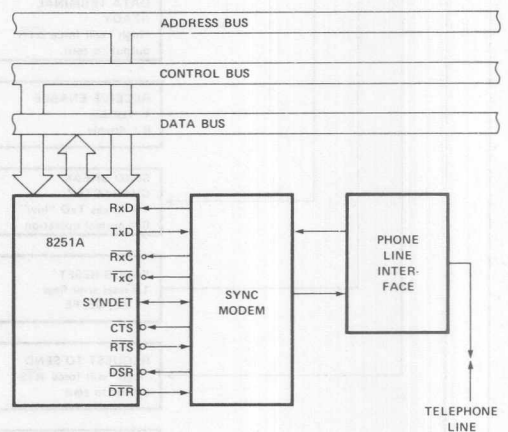 ADDRESS BUS
CONTROL BUS
DATA BUS
8251A
RxD
TxD
RxC
TxC
SYNDET
CTS
RTS
DSR
DTR
SYNC
MODEM
PHONE
LINE
INTER-
FACE
TELEPHONE
LINE